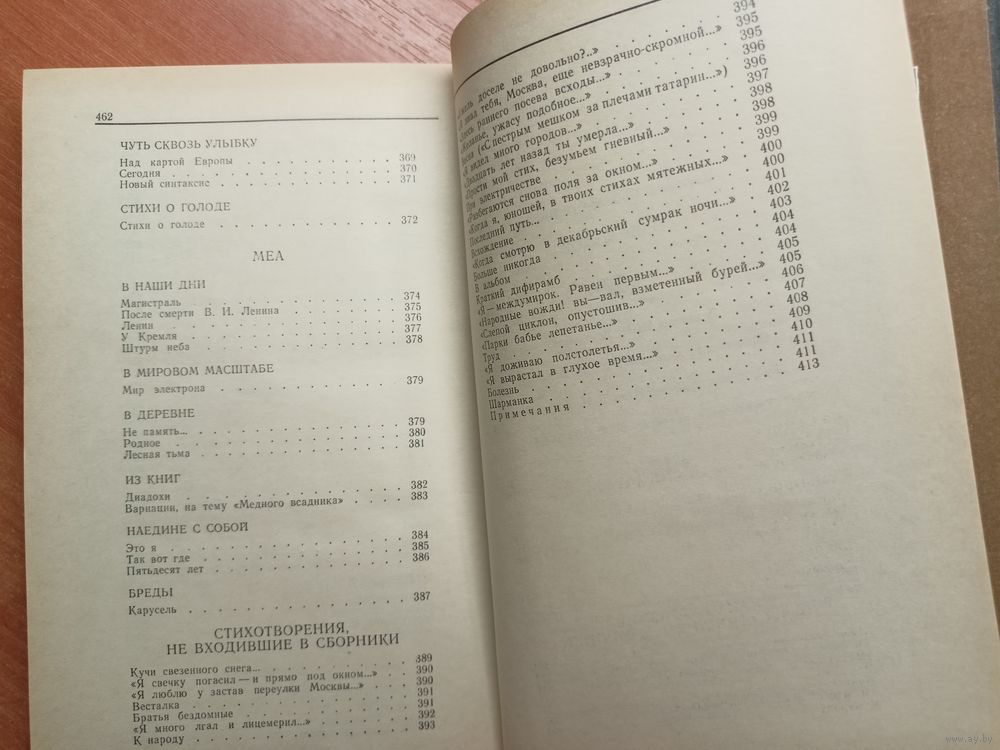 462
ЧУТЬ СКВОЗЬ УЛЫБКУ
Над картой Европы . . . . . . . . . . 369
Сегодня . . . . . . . . . . 370
Новый синтаксис . . . . . . . . . . 371
СТИХИ О ГОЛОДЕ
Стихи о голоде . . . . . . . . . . 372
МЕА
В НАШИ ДНИ
Магистраль . . . . . . . . . . 374
После смерти В. И. Ленина . . . . . . . 375
Ленин . . . . . . . . . . 376
У Кремля . . . . . . . . . . 377
Штурм неба . . . . . . . . . . 378
В МИРОВОМ МАСШТАБЕ
Мир электрона . . . . . . . . . . 379
В ДЕРЕВНЕ
Не память... . . . . . . . . . . 379
Родное . . . . . . . . . . 380
Лесная тьма . . . . . . . . . . 381
ИЗ КНИГ
Диадохи . . . . . . . . . . 382
Вариации, на тему «Медного всадника» . . . . 383
НАЕДИНЕ С СОБОЙ
Это я . . . . . . . . . . 384
Так вот где . . . . . . . . . . 385
Пятьдесят лет . . . . . . . . . . 386
БРЕДЫ
Карусель . . . . . . . . . . 387
СТИХОТВОРЕНИЯ,
НЕ ВХОДИВШИЕ В СБОРНИКИ
Кучи свезенного снега... . . . . . . . 389
«Я свечку погасил — и прямо под окном...» . . 390
«Я люблю у застав переулки Москвы...» . . . 390
Весталка . . . . . . . . . . 391
Братья бездомные . . . . . . . . . . 391
«Я много лгал и лицемерил...» . . . . . . 392
К народу . . . . . . . . . . 393
доселе не довольно?..» . . . . . 394
знал тебя, Москва, еще невзрачно-скромной...» 395
раннего посева всходы...» . . . . . 395
Желанье, ужасу подобное...» . . . . . 396
(«С пестрым мешком за плечами татарин...») 396
«Я видел много городов...» . . . . . 397
«Двадцать лет назад ты умерла...» . . . . . 398
«Прости мой стих, безумьем гневный...» . . . 398
При электричестве . . . . . . . 399
«Разбегаются снова поля за окном...» . . . 399
«Когда я, юношей, в твоих стихах мятежных...» . 400
Последний путь... . . . . . . . 400
Восхождение . . . . . . . 401
«Когда смотрю в декабрьский сумрак ночи...» . 402
Больше никогда . . . . . . . 403
В альбом . . . . . . . 404
Краткий дифирамб . . . . . . . 404
«Я — междумирок. Равен первым...» . . . . 405
«Народные вожди! вы—вал, взметенный бурей...» 405
«Слепой циклон, опустошив...» . . . . . 406
«Парки бабье лепетанье...» . . . . . 407
Труд . . . . . . . 408
«Я доживаю полстолетья...» . . . . . 409
«Я вырастал в глухое время...» . . . . . 410
Болезнь . . . . . . . 411
Шарманка . . . . . . . 411
Примечания . . . . . . . 413
www.ay.by